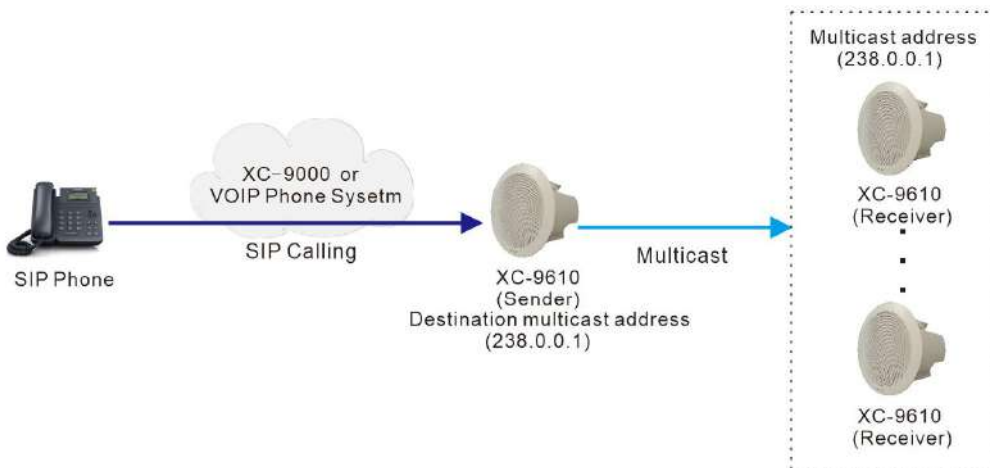 SIP Phone
XC-9000 or
VOIP Phone Sysetm
SIP Calling
XC-9610
(Sender)
Destination multicast address
(238.0.0.1)
Multicast
Multicast address
(238.0.0.1)
XC-9610
(Receiver)
XC-9610
(Receiver)